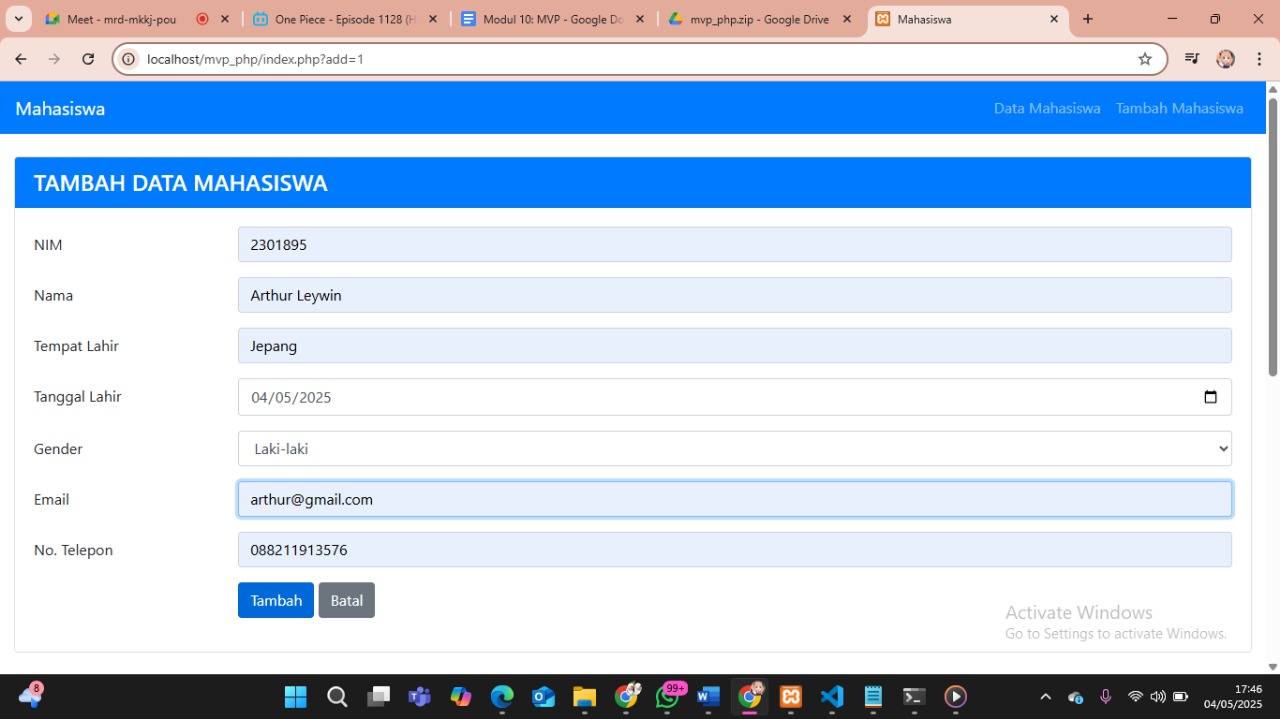 Meet - mrd-mkkj-pou
One Piece - Episode 1128 (H
Modul 10: MVP - Google Do
mvp_php.zip - Google Drive
Mahasiswa
localhost/mvp_php/index.php?add=1
Mahasiswa
Data Mahasiswa
Tambah Mahasiswa
TAMBAH DATA MAHASISWA
NIM
2301895
Nama
Arthur Leywin
Tempat Lahir
Jepang
Tanggal Lahir
04/05/2025
Gender
Laki-laki
Email
arthur@gmail.com
No. Telepon
088211913576
Tambah
Batal
Activate Windows
Go to Settings to activate Windows.
8
99+
17:46
04/05/2025